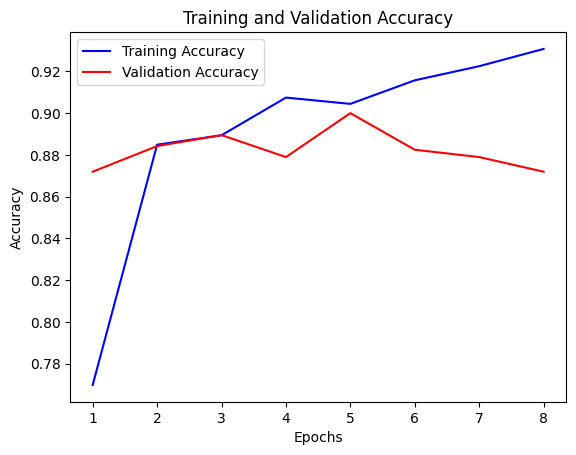 Training and Validation Accuracy
Training Accuracy
Validation Accuracy
0.92
0.90
0.88
0.86
0.84
0.82
0.80
0.78
Accuracy
1 2 3 4 5 6 7 8
Epochs